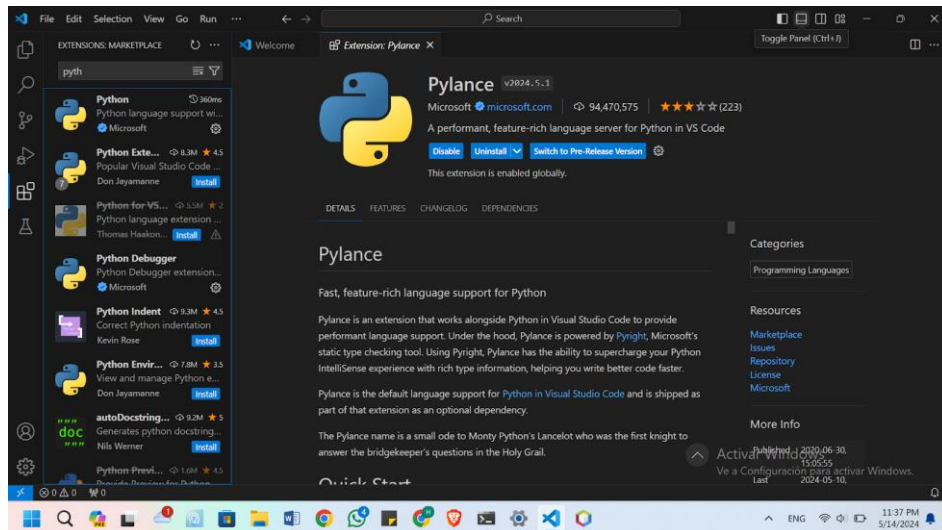 File Edit Selection View Go Run ...
Search
Toggle Panel (Ctrl+J)
EXTENSIONS: MARKETPLACE
Welcome
Extension: Pylance
pyth
Python 360ms
Python language support wi...
Microsoft
Python Exte... 8.3M 4.5
Popular Visual Studio Code ...
Don Jayamanne Install
7
Python for VS... 5.5M 2
Python language extension ...
Thomas Haakon... Install
Python Debugger
Python Debugger extension...
Microsoft
Python Indent 9.3M 4.5
Correct Python indentation
Kevin Rose Install
Python Envir... 7.8M 3.5
View and manage Python e...
Don Jayamanne Install
autoDocstring... 9.2M 5
Generates python docstring...
Nils Werner Install
""" doc """
Python Previ... 1.6M 4.5
Provide Preview for Python
Pylance v2024.5.1
Microsoft microsoft.com 94,470,575 (223)
A performant, feature-rich language server for Python in VS Code
Disable Uninstall Switch to Pre-Release Version
This extension is enabled globally.
DETAILS FEATURES CHANGELOG DEPENDENCIES
Pylance
Fast, feature-rich language support for Python
Pylance is an extension that works alongside Python in Visual Studio Code to provide
performant language support. Under the hood, Pylance is powered by Pyright, Microsoft's
static type checking tool. Using Pyright, Pylance has the ability to supercharge your Python
IntelliSense experience with rich type information, helping you write better code faster.
Pylance is the default language support for Python in Visual Studio Code and is shipped as
part of that extension as an optional dependency.
The Pylance name is a small ode to Monty Python's Lancelot who was the first knight to
answer the bridgekeeper's questions in the Holy Grail.
Quick Start
Categories
Programming Languages
Resources
Marketplace
Issues
Repository
License
Microsoft
More Info
Published 2020-06-30,
15:05:55
Last 2024-05-10,
Activar Windows
Ve a Configuración para activar Windows.
0 0 0
ENG
11:37 PM
5/14/2024